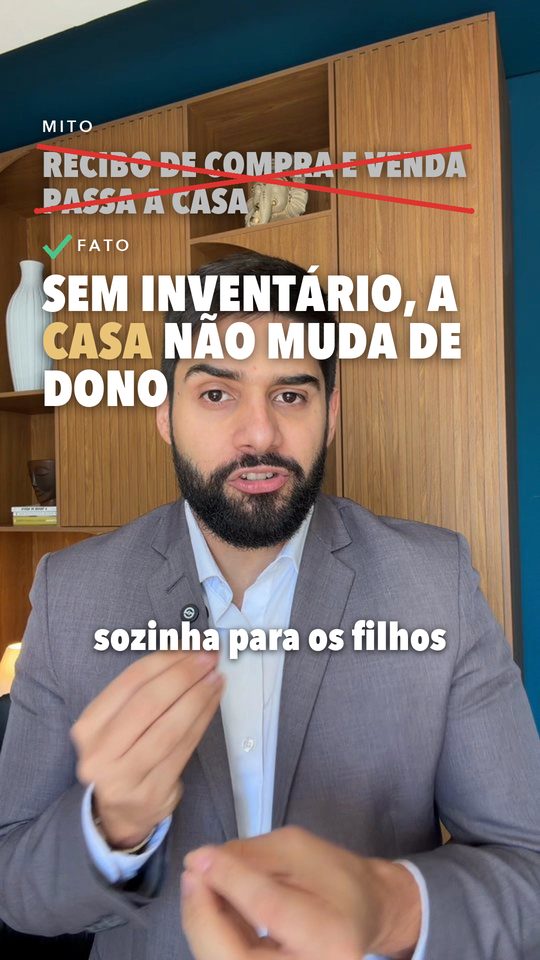 MITO
RECIBO DE COMPRA E VENDA
PASSA A CASA
FATO
SEM INVENTÁRIO, A
CASA NÃO MUDA DE
DONO
sozinha para os filhos